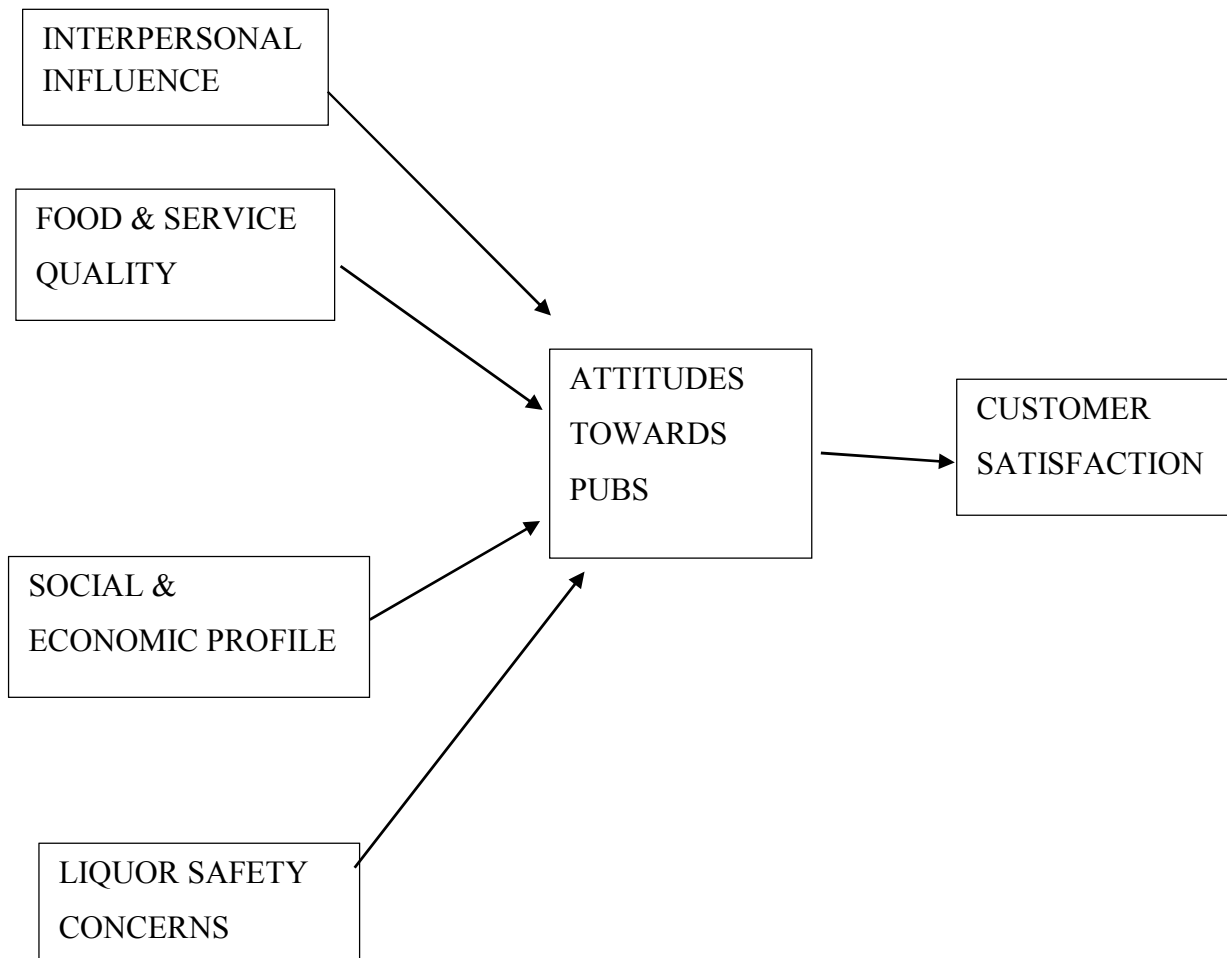 INTERPERSONAL
INFLUENCE
FOOD & SERVICE
QUALITY
ATTITUDES
TOWARDS
PUBS
CUSTOMER
SATISFACTION
SOCIAL &
ECONOMIC PROFILE
LIQUOR SAFETY
CONCERNS